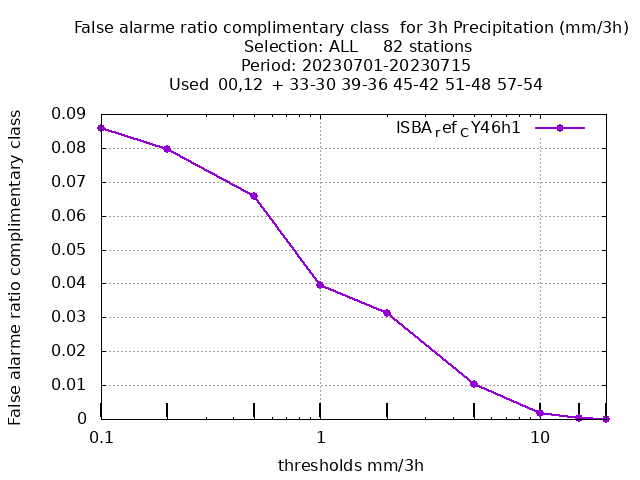 False alarme ratio complimentary class  for 3h Precipitation (mm/3h)
Selection: ALL     82 stations
Period: 20230701-20230715
Used  00,12  + 33-30 39-36 45-42 51-48 57-54
False alarme ratio complimentary class
ISBA_ref_CY46h1
0.09
0.08
0.07
0.06
0.05
0.04
0.03
0.02
0.01
0
0.1
1
10
thresholds mm/3h